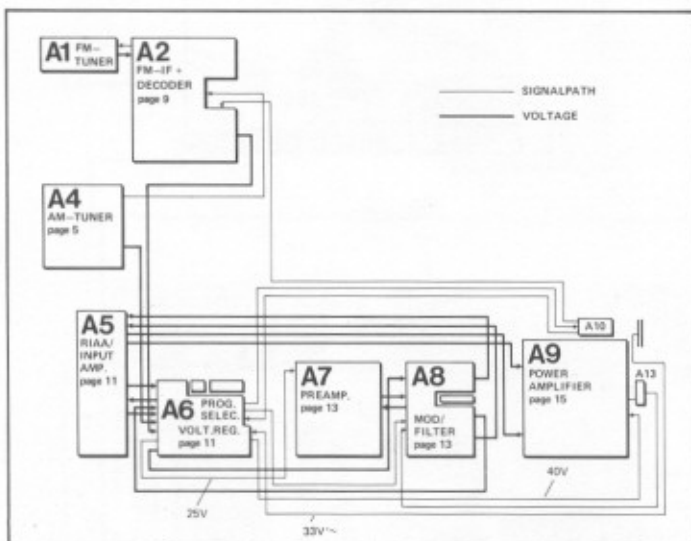 A1 FM-
TUNER
A2
FM-IF +
DECODER
page 9
SIGNALPATH
VOLTAGE
A4
AM-TUNER
page 5
A5
RIAA/
INPUT
AMP.
page 11
A6
PROG.
SELEC.
VOLT.REG.
page 11
A7
PREAMP.
page 13
A8
MOD/
FILTER
page 13
A10
A9
POWER
AMPLIFIER
page 15
A13
25V
33V~
40V